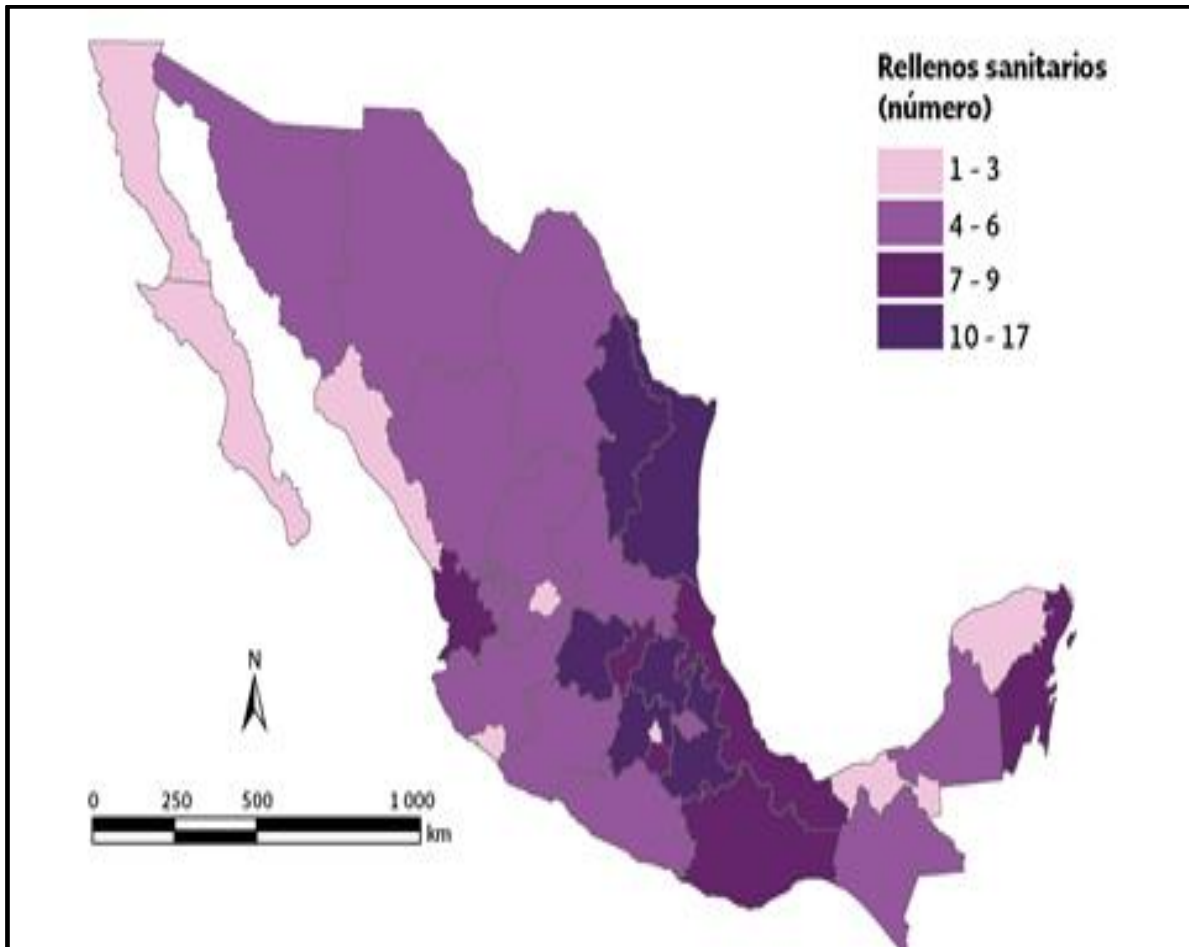 Rellenos sanitarios
(número)
1 - 3
4 - 6
7 - 9
10 - 17
N
0 250 500 1 000
km